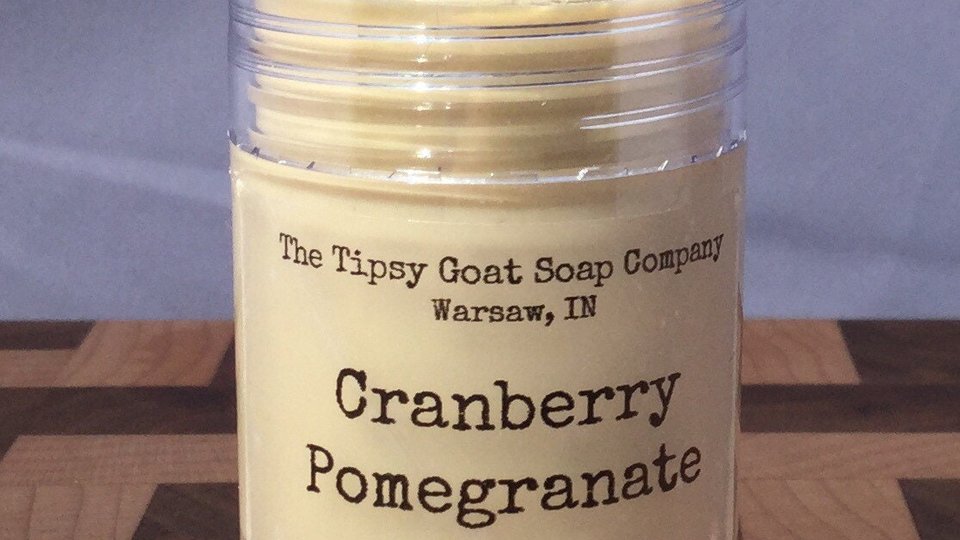 The Tipsy Goat Soap Company
Warsaw, IN
Cranberry
Pomegranate